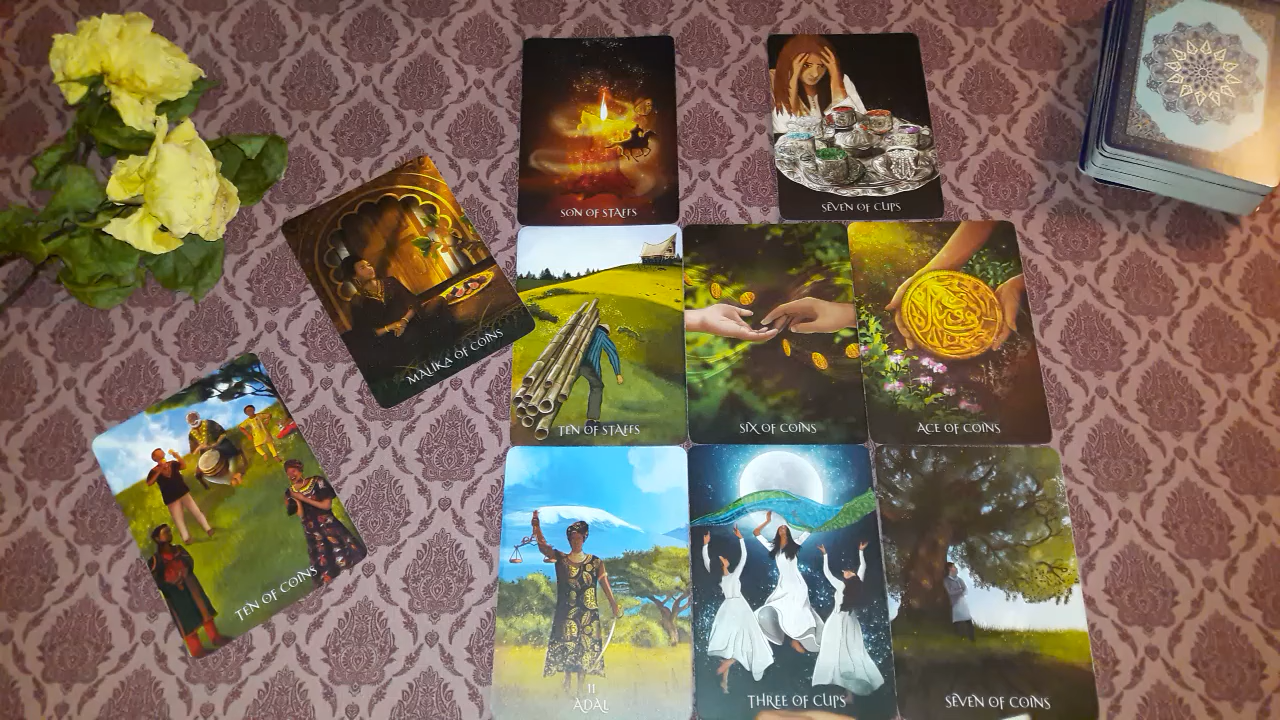 SON OF STAFFS
SEVEN OF CUPS
MALIKA OF COINS
TEN OF STAFFS
SIX OF COINS
ACE OF COINS
TEN OF COINS
11
ADAL
THREE OF CUPS
SEVEN OF COINS